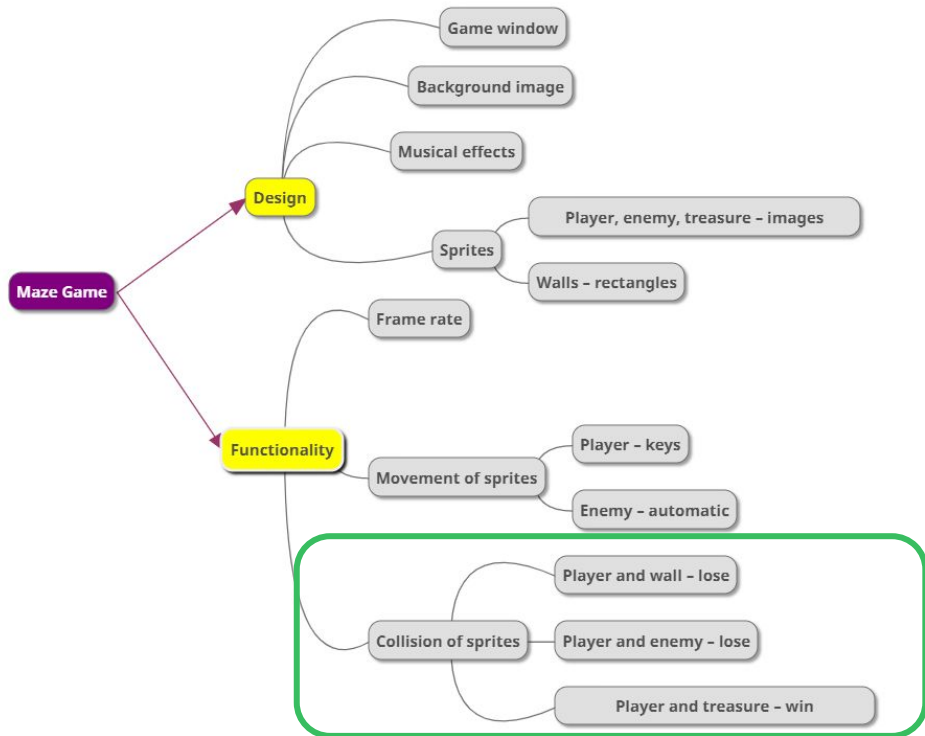 Game window
Background image
Musical effects
Design
Player, enemy, treasure – images
Sprites
Walls – rectangles
Maze Game
Frame rate
Functionality
Player – keys
Movement of sprites
Enemy – automatic
Player and wall – lose
Collision of sprites
Player and enemy – lose
Player and treasure – win